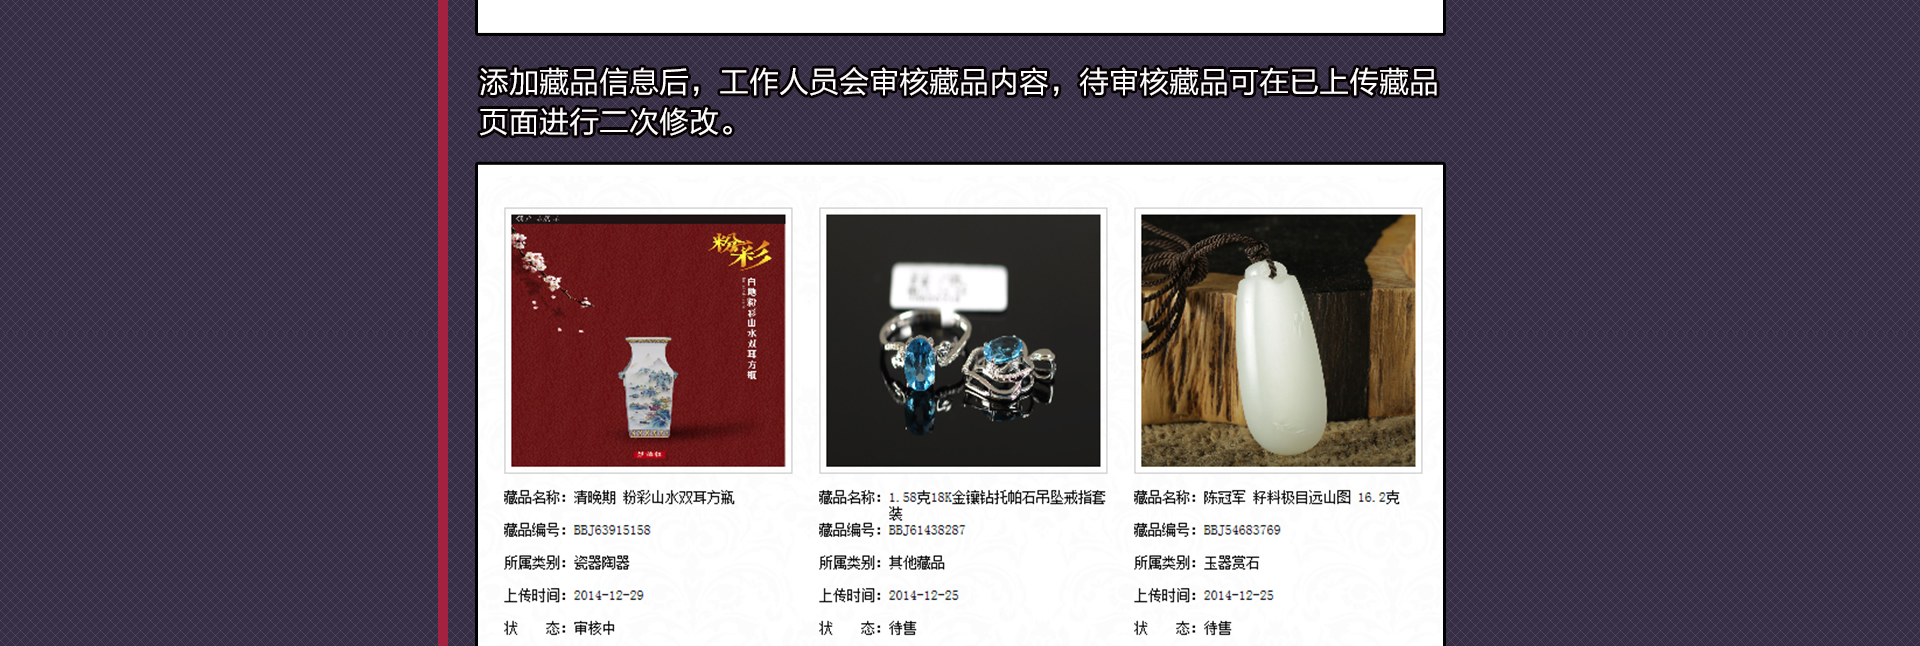 添加藏品信息后，工作人员会审核藏品内容，待审核藏品可在已上传藏品
页面进行二次修改。
粉彩
白地粉彩山水双耳方瓶
藏品名称：清晚期 粉彩山水双耳方瓶
藏品编号：BBJ63915158
所属类别：瓷器陶器
上传时间：2014-12-29
状　　态：审核中
藏品名称：1.58克18K金镶钻托帕石吊坠戒指套
装
藏品编号：BBJ61438287
所属类别：其他藏品
上传时间：2014-12-25
状　　态：待售
藏品名称：陈冠军 籽料极目远山图 16.2克
藏品编号：BBJ54683769
所属类别：玉器赏石
上传时间：2014-12-25
状　　态：待售